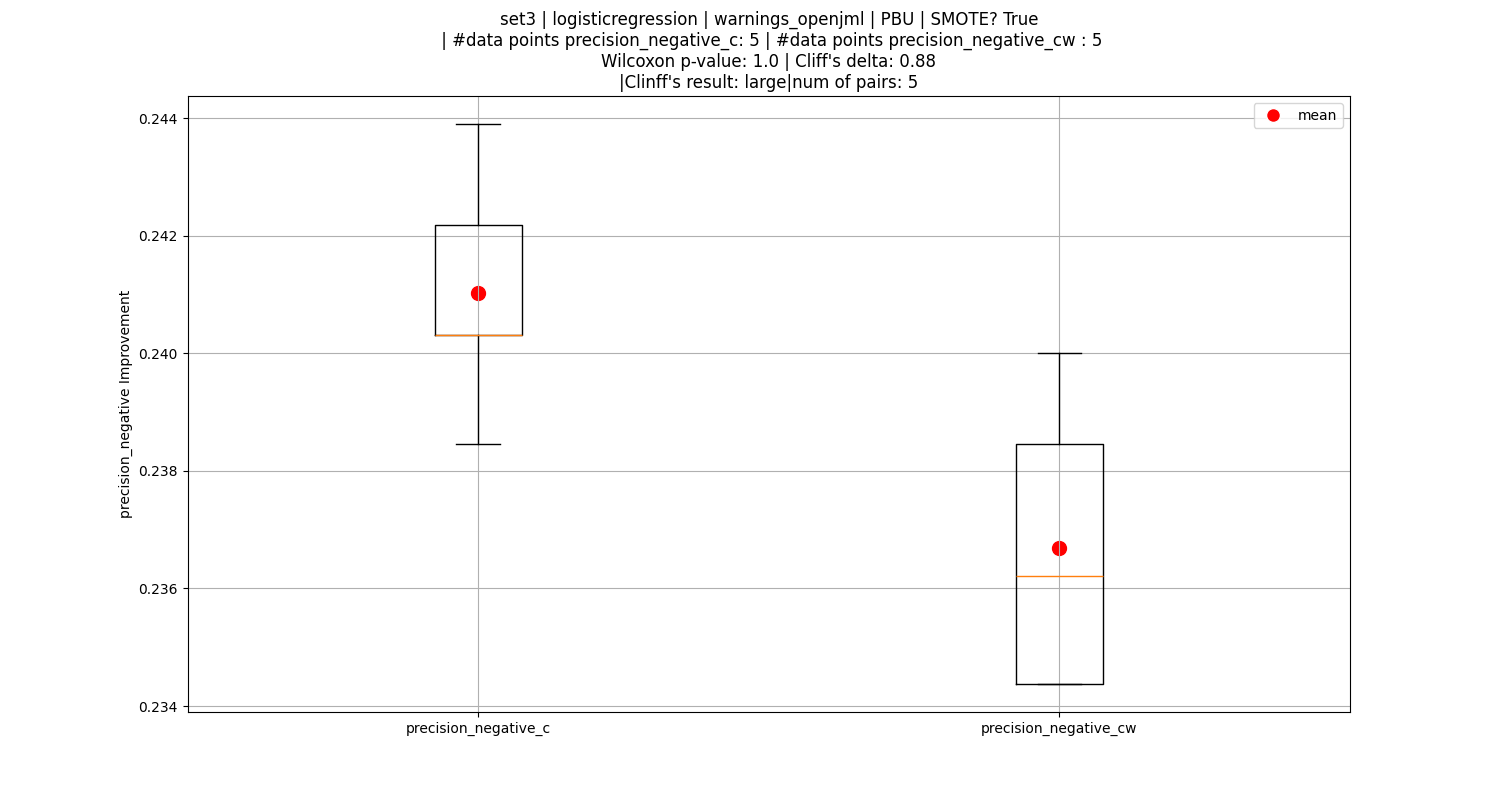 set3 | logisticregression | warnings_openjml | PBU | SMOTE? True
| #data points precision_negative_c: 5 | #data points precision_negative_cw : 5
Wilcoxon p-value: 1.0 | Cliff's delta: 0.88
|Clinff's result: large|num of pairs: 5
mean
precision_negative Improvement
0.244
0.242
0.240
0.238
0.236
0.234
precision_negative_c
precision_negative_cw